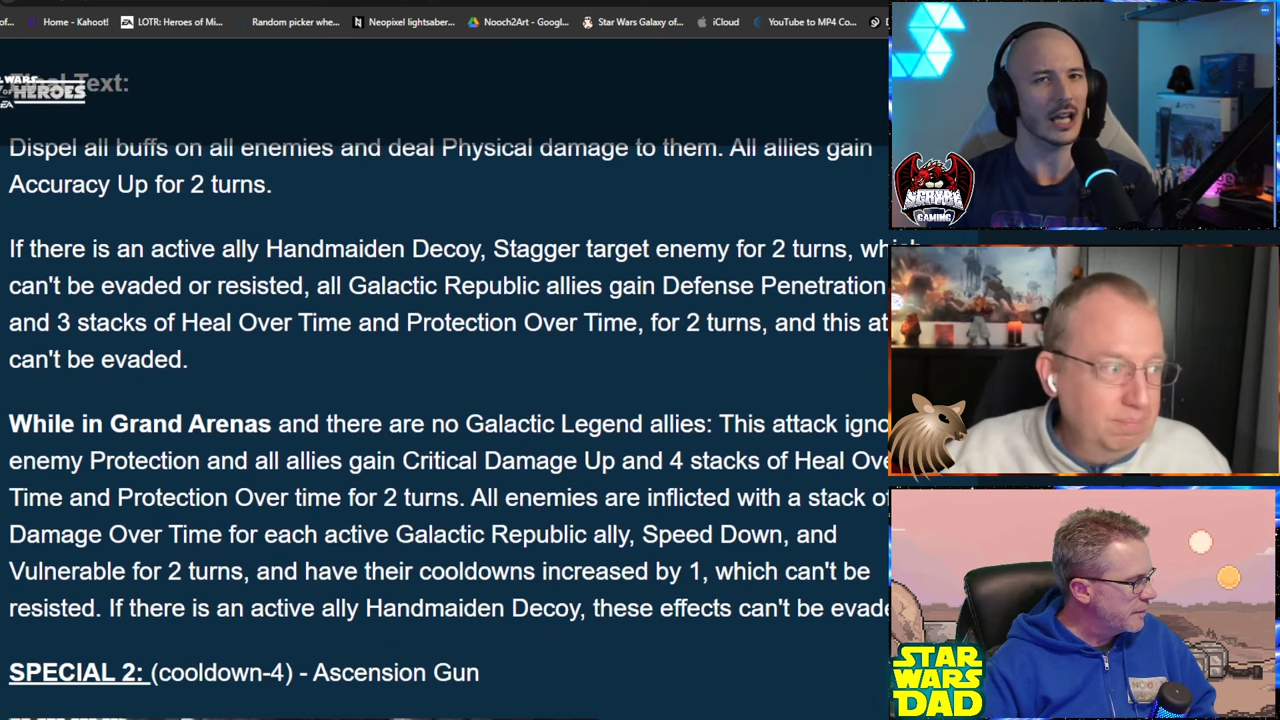 Home - Kahoot!
LOTR: Heroes of Mi...
Random picker whe...
Neopixel lightsaber...
Nooch2Art - Googl...
Star Wars Galaxy of...
iCloud
YouTube to MP4 Co...
Final Text:
WARS
HEROES
EA
Dispel all buffs on all enemies and deal Physical damage to them. All allies gain
Accuracy Up for 2 turns.
If there is an active ally Handmaiden Decoy, Stagger target enemy for 2 turns, which
can't be evaded or resisted, all Galactic Republic allies gain Defense Penetration
and 3 stacks of Heal Over Time and Protection Over Time, for 2 turns, and this at
can't be evaded.
While in Grand Arenas and there are no Galactic Legend allies: This attack igno
enemy Protection and all allies gain Critical Damage Up and 4 stacks of Heal Ove
Time and Protection Over time for 2 turns. All enemies are inflicted with a stack of
Damage Over Time for each active Galactic Republic ally, Speed Down, and
Vulnerable for 2 turns, and have their cooldowns increased by 1, which can't be
resisted. If there is an active ally Handmaiden Decoy, these effects can't be evade
SPECIAL 2: (cooldown-4) - Ascension Gun
SCRYBE
GAMING
STAR
WARS
DAD